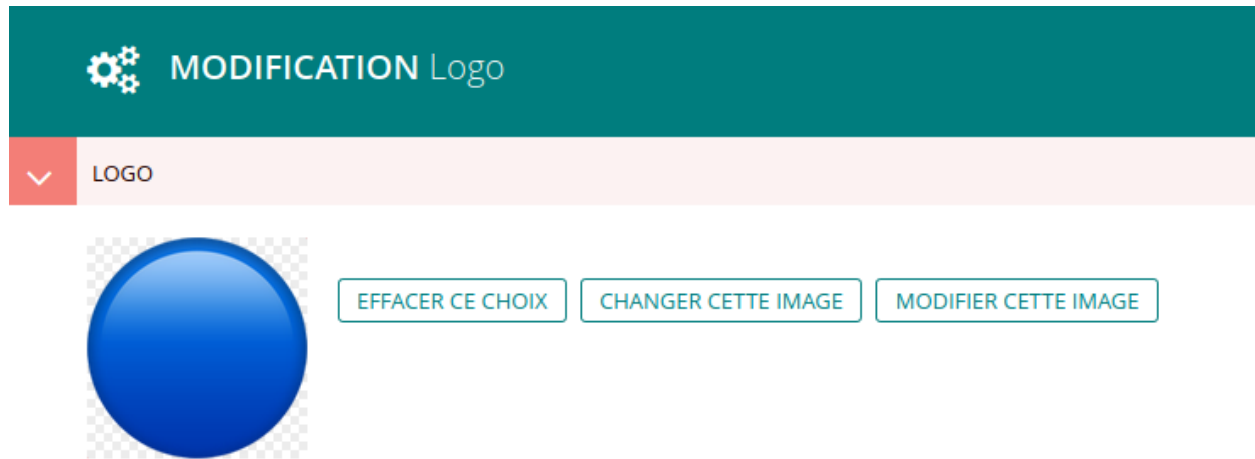 MODIFICATION Logo
LOGO
EFFACER CE CHOIX CHANGER CETTE IMAGE MODIFIER CETTE IMAGE